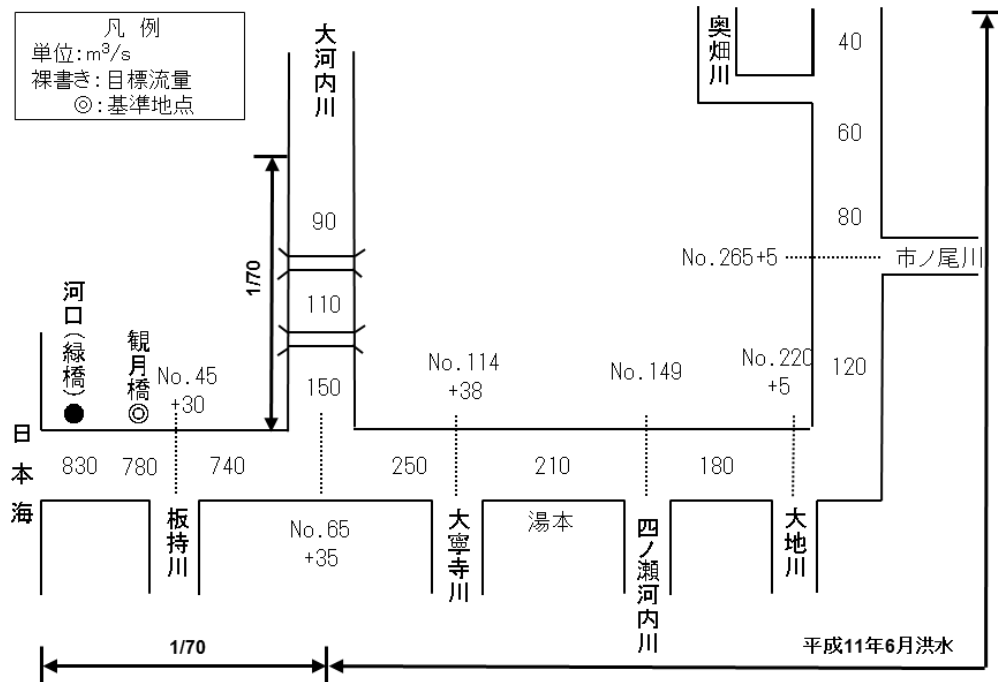 凡 例
単位:m³/s
裸書き:目標流量
◎:基準地点
大河内川
奥畑川
40
60
80
90
1/70
No.265+5
市ノ尾川
110
河口(緑橋)
観月橋
No.45
+30
150
No.114
+38
No.149
No.220
+5
120
日本海
830
780
740
250
210
180
板持川
No.65
+35
大寧寺川
湯本
四ノ瀬河内川
大地川
1/70
平成11年6月洪水